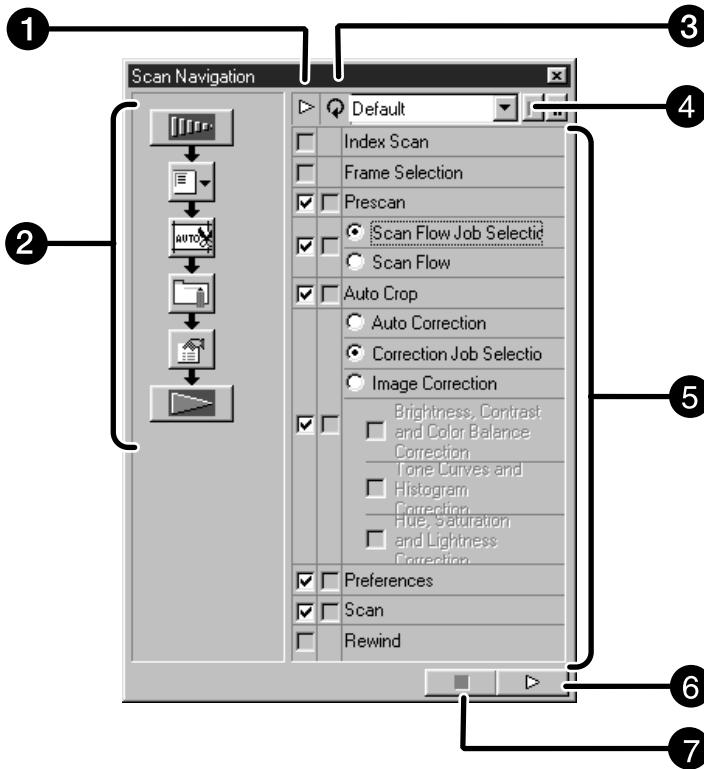 1
3
Scan Navigation
2
Default
4
Index Scan
Frame Selection
Prescan
AUTO
Scan Flow Job Selectio
Scan Flow
Auto Crop
Auto Correction
Correction Job Selectio
Image Correction
5
Brightness, Contrast
and Color Balance
Correction
Tone Curves and
Histogram
Correction
Hue, Saturation
and Lightness
Correction
Preferences
Scan
Rewind
6
7